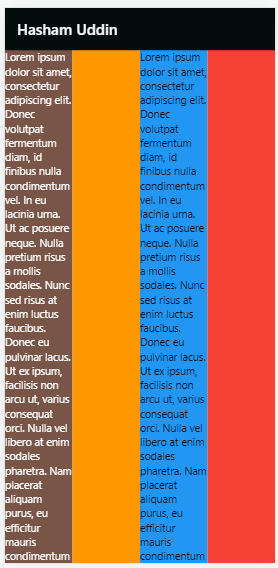 Hasham Uddin
Lorem ipsum
dolor sit amet,
consectetur
adipiscing elit.
Donec
volutpat
fermentum
diam, id
finibus nulla
condimentum
vel. In eu
lacinia urna.
Ut ac posuere
neque. Nulla
pretium risus
a mollis
sodales. Nunc
sed risus at
enim luctus
faucibus.
Donec eu
pulvinar lacus.
Ut ex ipsum,
facilisis non
arcu ut, varius
consequat
orci. Nulla vel
libero at enim
sodales
pharetra. Nam
placerat
aliquam
purus, eu
efficitur
mauris
condimentum
Lorem ipsum
dolor sit amet,
consectetur
adipiscing elit.
Donec
volutpat
fermentum
diam, id
finibus nulla
condimentum
vel. In eu
lacinia urna.
Ut ac posuere
neque. Nulla
pretium risus
a mollis
sodales. Nunc
sed risus at
enim luctus
faucibus.
Donec eu
pulvinar lacus.
Ut ex ipsum,
facilisis non
arcu ut, varius
consequat
orci. Nulla vel
libero at enim
sodales
pharetra. Nam
placerat
aliquam
purus, eu
efficitur
mauris
condimentum